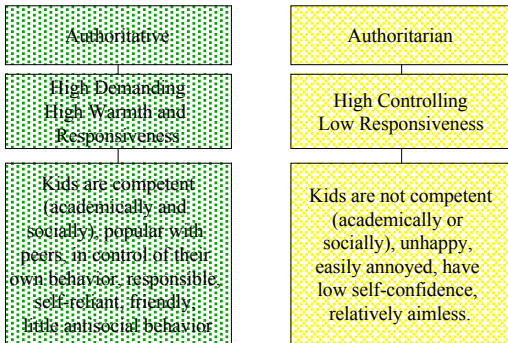 Authoritative
High Demanding
High Warmth and
Responsiveness
Kids are competent
(academically and
socially), popular with
peers, in control of their
own behavior, responsible,
self-reliant, friendly,
little antisocial behavior
Authoritarian
High Controlling
Low Responsiveness
Kids are not competent
(academically or
socially), unhappy,
easily annoyed, have
low self-confidence,
relatively aimless.